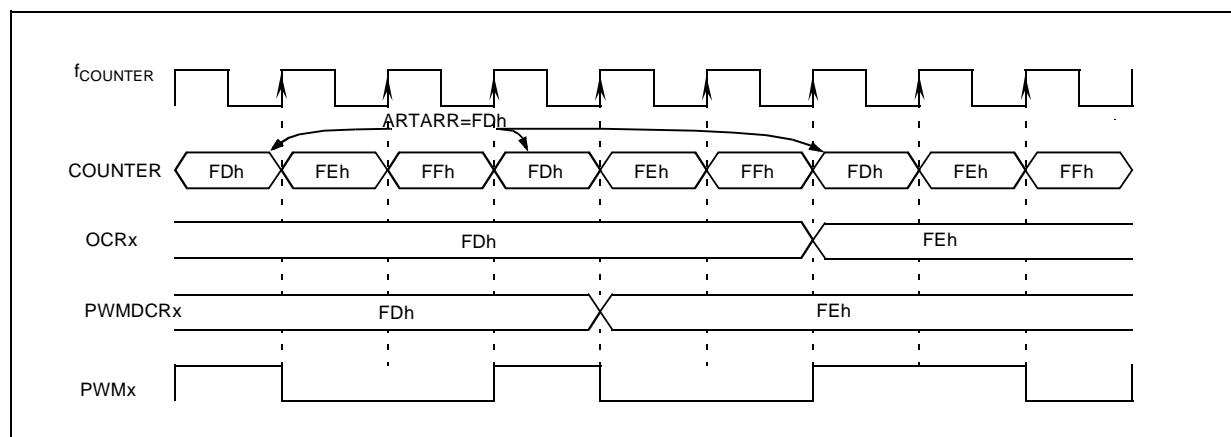 fCOUNTER
ARTARR=FDh
COUNTER FDh FEh FFh FDh FEh FFh FDh FEh FFh
OCRx FDh FEh
PWMDCRx FDh FEh
PWMx